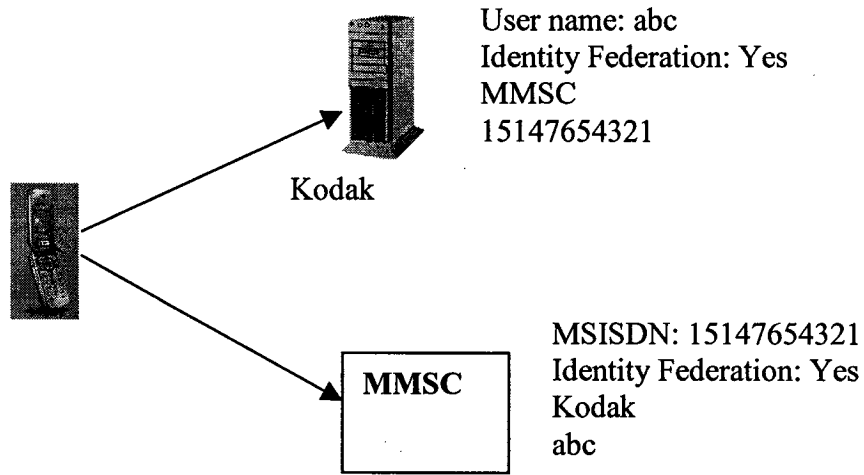 User name: abc
Identity Federation: Yes
MMSC
15147654321
Kodak
MSISDN: 15147654321
Identity Federation: Yes
Kodak
abc
MMSC